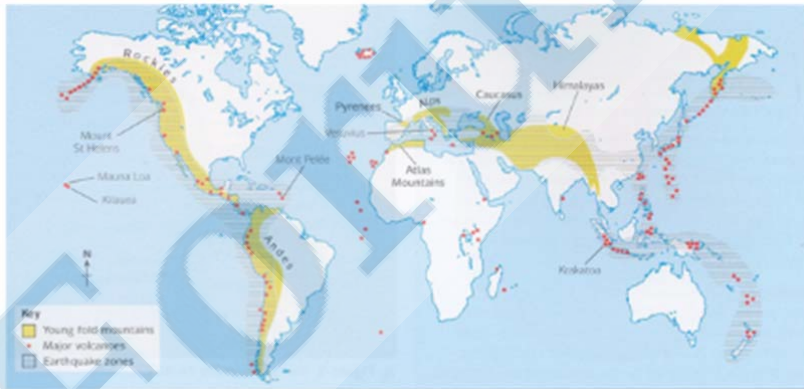 Rockies
Mount
St Helens
Mauna Loa
Kilauea
Mont Pelée
Andes
Pyrenees
Vesuvius
Alps
Caucasus
Himalayas
Atlas
Mountains
Krakatoa
N
Key
Young fold mountains
Major volcanoes
Earthquake zones